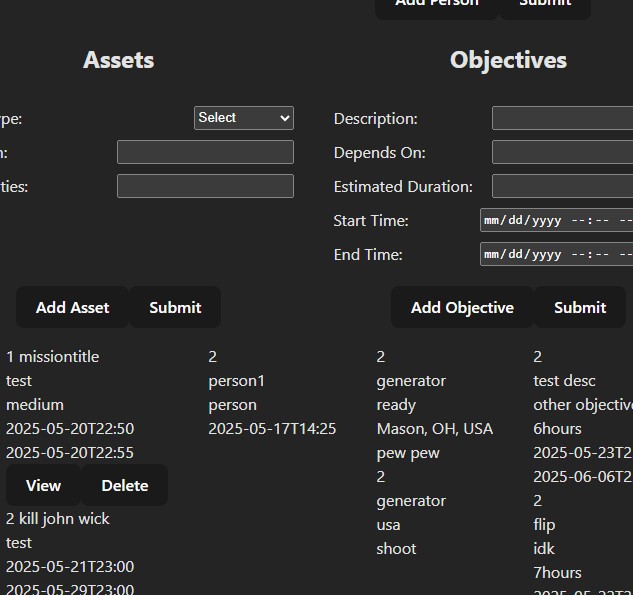 Add Person Submit
Assets
Objectives
ype:
Select
Description:
n:
Depends On:
ties:
Estimated Duration:
Start Time:
mm/dd/yyyy --:-- --
End Time:
mm/dd/yyyy --:-- --
Add Asset Submit
Add Objective Submit
1 missiontitle
test
medium
2025-05-20T22:50
2025-05-20T22:55
View Delete
2 kill john wick
test
2025-05-21T23:00
2025-05-29T23:00
2
person1
person
2025-05-17T14:25
2
generator
ready
Mason, OH, USA
pew pew
2
generator
usa
shoot
2
test desc
other objective
6hours
2025-05-23T2
2025-06-06T2
2
flip
idk
7hours